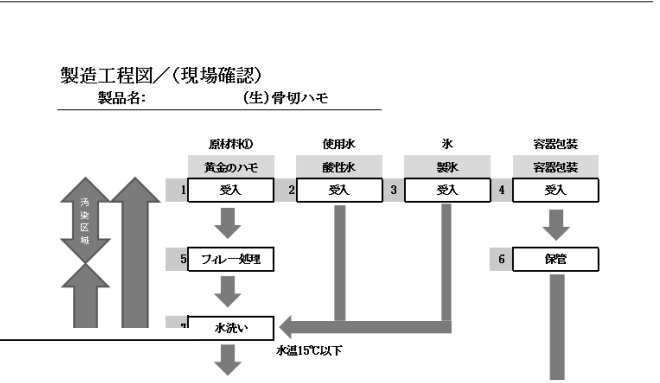 製造工程図／（現場確認）
製品名： （生）骨切ハモ
原材料① 使用水 氷 容器包装
黄金のハモ 酸性水 製氷 容器包装
1 受入 2 受入 3 受入 4 受入
汚染区域
5 フィレー処理 6 保管
7 水洗い
水温15℃以下